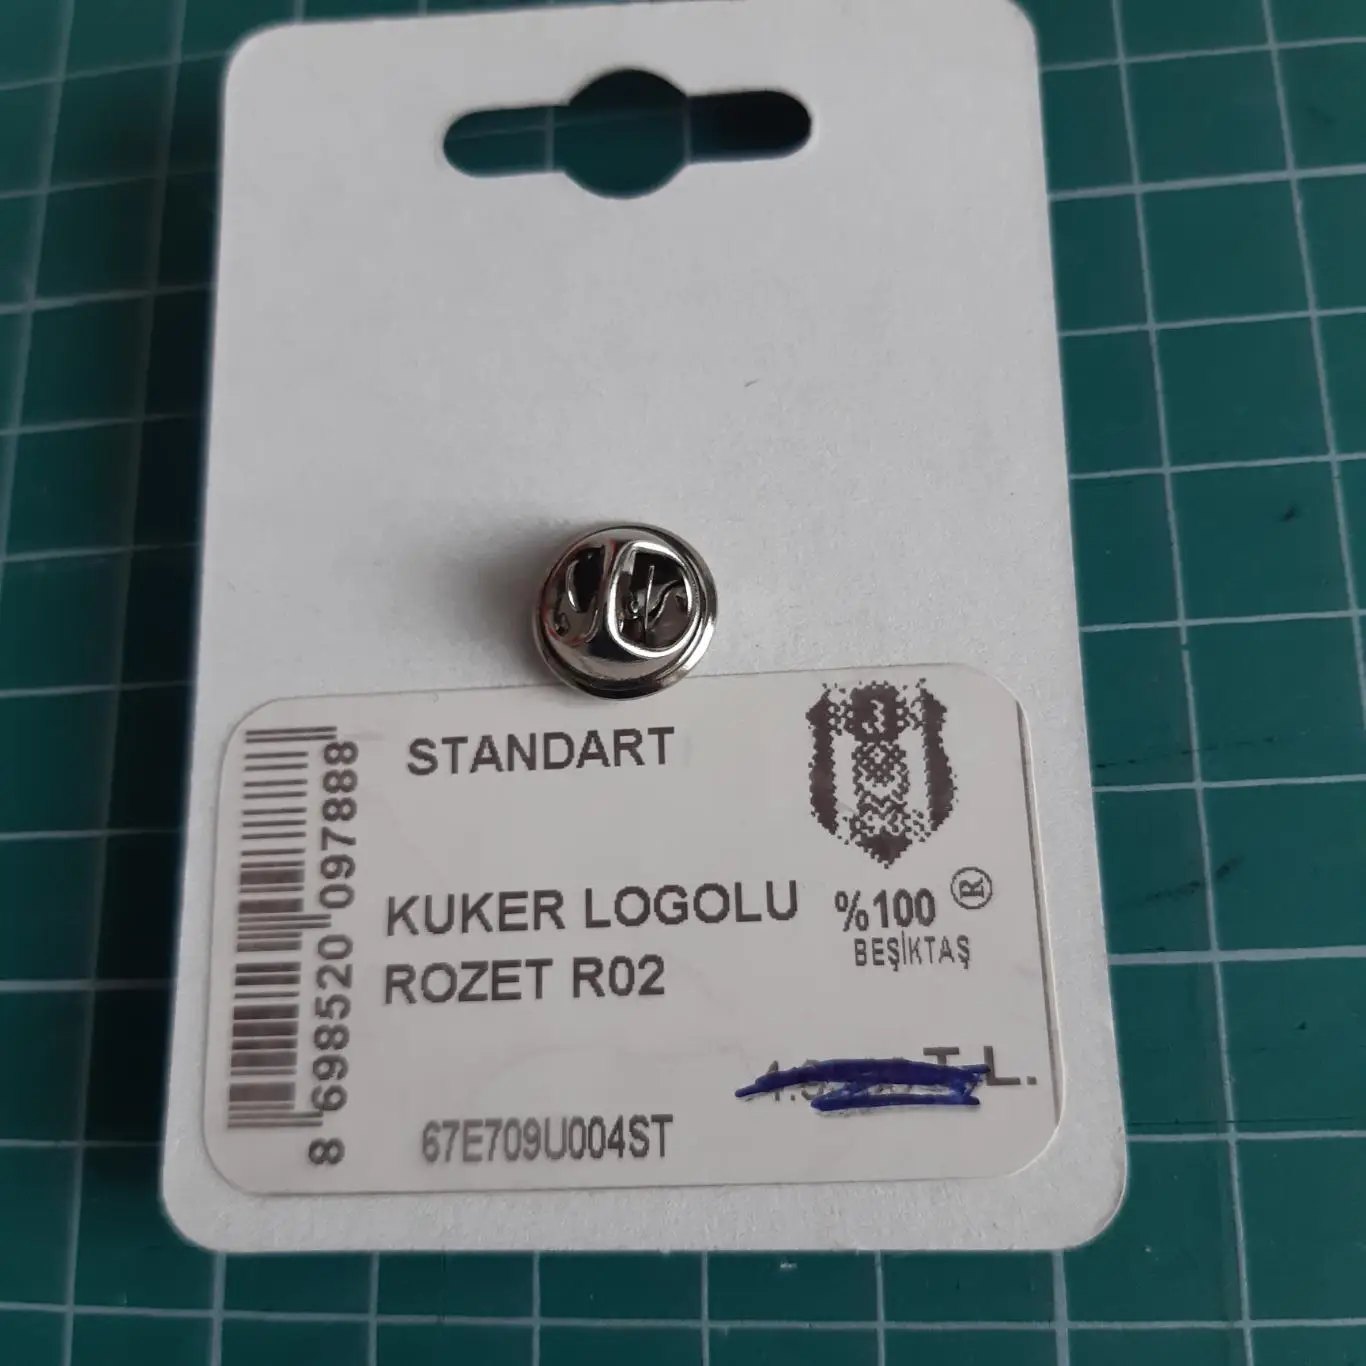 STANDART
KUKER LOGOLU
ROZET R02
%100 ®
BEŞİKTAŞ
T.L.
67E709U004ST
8 698520 097888